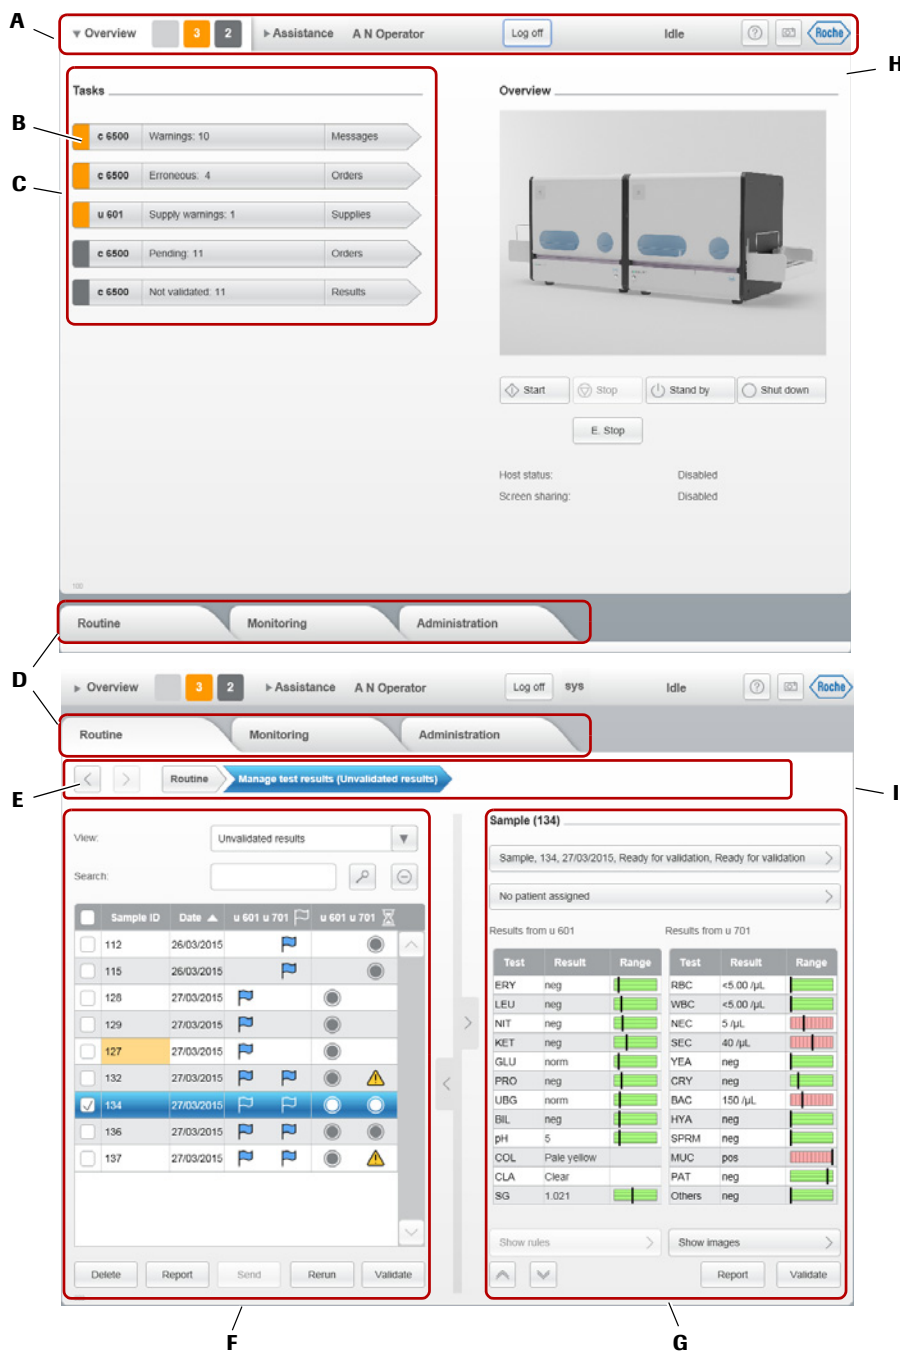 A
▼ Overview 3 2 ▶ Assistance A N Operator Log off Idle Roche
H
Tasks
Overview
B
c 6500 Warnings: 10 Messages
C
c 6500 Erroneous: 4 Orders
u 601 Supply warnings: 1 Supplies
c 6500 Pending: 11 Orders
c 6500 Not validated: 11 Results
Start Stop Stand by Shut down
E. Stop
Host status: Disabled
Screen sharing: Disabled
100
Routine Monitoring Administration
D
▶ Overview 3 2 ▶ Assistance A N Operator Log off sys Idle Roche
Routine Monitoring Administration
E
Routine Manage test results (Unvalidated results)
I
View: Unvalidated results
Search:
Sample ID Date ▲ u 601 u 701 u 601 u 701
112 26/03/2015
115 26/03/2015
128 27/03/2015
129 27/03/2015
127 27/03/2015
132 27/03/2015
134 27/03/2015
136 27/03/2015
137 27/03/2015
Delete Report Send Rerun Validate
F
Sample (134)
Sample, 134, 27/03/2015, Ready for validation, Ready for validation
No patient assigned
Results from u 601 Results from u 701
Test Result Range Test Result Range
ERY neg RBC <5.00 /µL
LEU neg WBC <5.00 /µL
NIT neg NEC 5 /µL
KET neg SEC 40 /µL
GLU norm YEA neg
PRO neg CRY neg
UBG norm BAC 150 /µL
BIL neg HYA neg
pH 5 SPRM neg
COL Pale yellow MUC pos
CLA Clear PAT neg
SG 1.021 Others neg
Show rules Show images
Report Validate
G